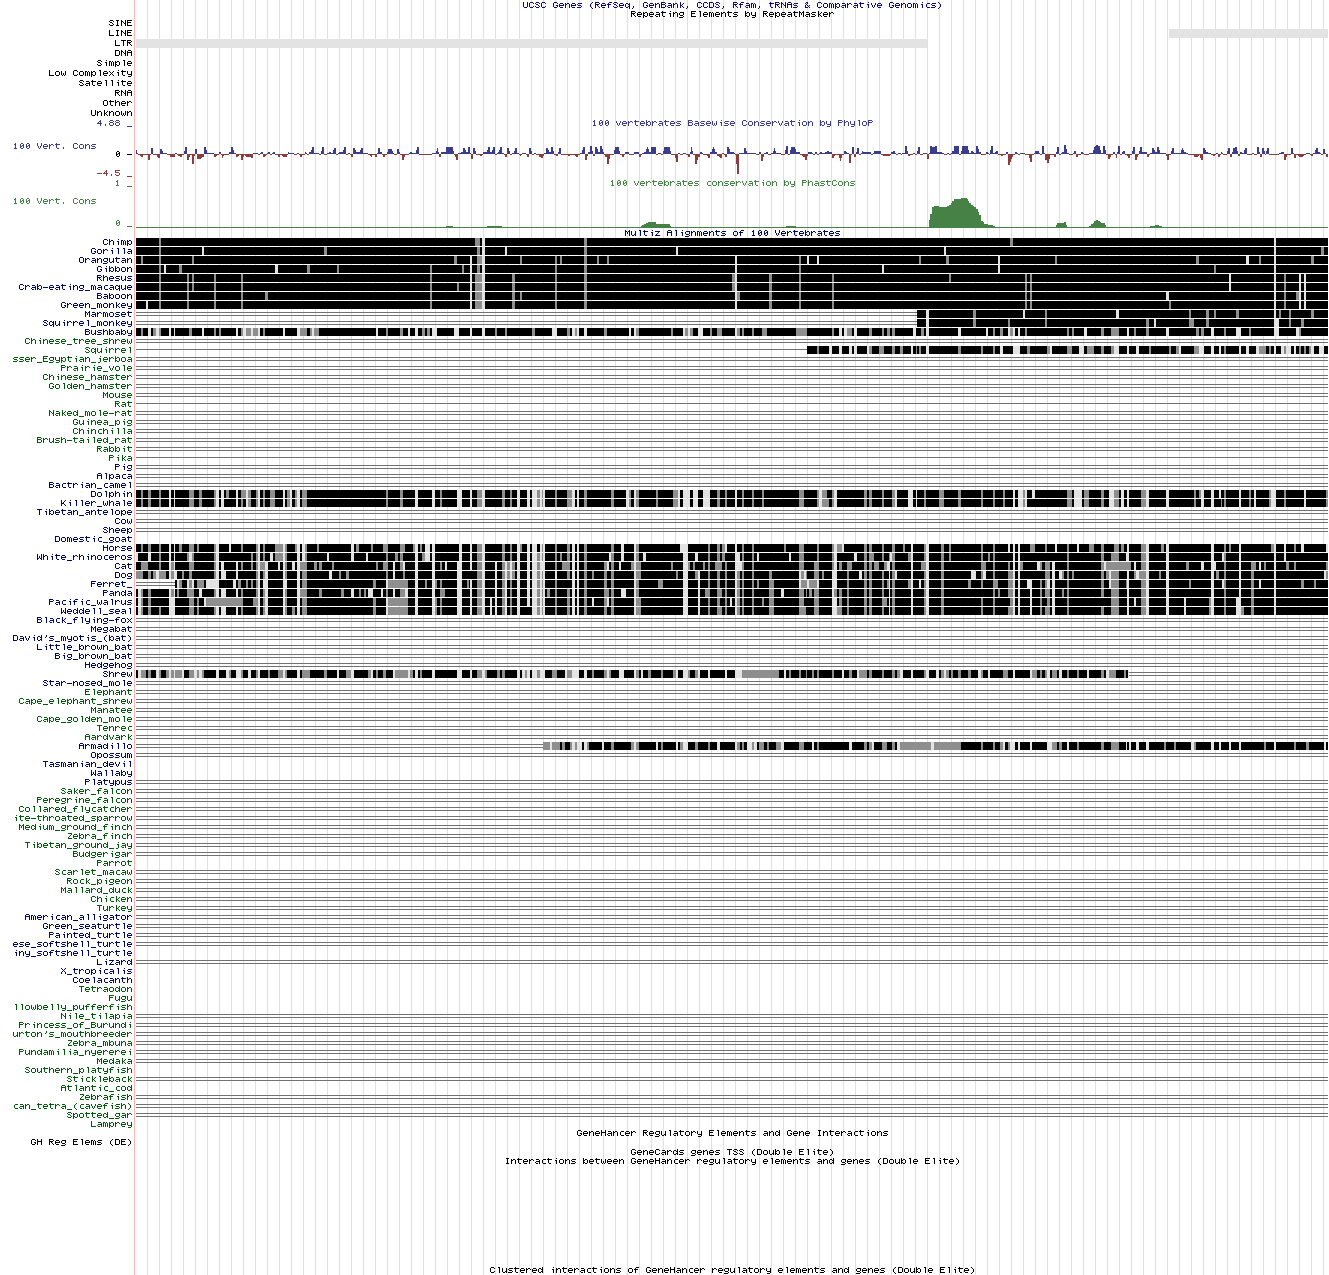 UCSC Genes (RefSeq, GenBank, CCDS, Rfam, tRNAs & Comparative Genomics)
Repeating Elements by RepeatMasker
SINE
LINE
LTR
DNA
Simple
Low Complexity
Satellite
RNA
Other
Unknown
4.88 _
100 vertebrates Basewise Conservation by PhyloP
100 Vert. Cons
0 _
-4.5 _
1 _
100 vertebrates conservation by PhastCons
100 Vert. Cons
0 _
Multiz Alignments of 100 Vertebrates
Chimp
Gorilla
Orangutan
Gibbon
Rhesus
Crab-eating_macaque
Baboon
Green_monkey
Marmoset
Squirrel_monkey
Bushbaby
Chinese_tree_shrew
Squirrel
sser_Egyptian_jerboa
Prairie_vole
Chinese_hamster
Golden_hamster
Mouse
Rat
Naked_mole-rat
Guinea_pig
Chinchilla
Brush-tailed_rat
Rabbit
Pika
Pig
Alpaca
Bactrian_camel
Dolphin
Killer_whale
Tibetan_antelope
Cow
Sheep
Domestic_goat
Horse
White_rhinoceros
Cat
Dog
Ferret_
Panda
Pacific_walrus
Weddell_seal
Black_flying-fox
Megabat
David's_myotis_(bat)
Little_brown_bat
Big_brown_bat
Hedgehog
Shrew
Star-nosed_mole
Elephant
Cape_elephant_shrew
Manatee
Cape_golden_mole
Tenrec
Aardvark
Armadillo
Opossum
Tasmanian_devil
Wallaby
Platypus
Saker_falcon
Peregrine_falcon
Collared_flycatcher
ite-throated_sparrow
Medium_ground_finch
Zebra_finch
Tibetan_ground_jay
Budgerigar
Parrot
Scarlet_macaw
Rock_pigeon
Mallard_duck
Chicken
Turkey
American_alligator
Green_seaturtle
Painted_turtle
ese_softshell_turtle
iny_softshell_turtle
Lizard
X_tropicalis
Coelacanth
Tetraodon
Fugu
llowbelly_pufferfish
Nile_tilapia
Princess_of_Burundi
urton's_mouthbreeder
Zebra_mbuna
Pundamilia_nyererei
Medaka
Southern_platyfish
Stickleback
Atlantic_cod
Zebrafish
can_tetra_(cavefish)
Spotted_gar
Lamprey
GeneHancer Regulatory Elements and Gene Interactions
GH Reg Elems (DE)
GeneCards genes TSS (Double Elite)
Interactions between GeneHancer regulatory elements and genes (Double Elite)
Clustered interactions of GeneHancer regulatory elements and genes (Double Elite)